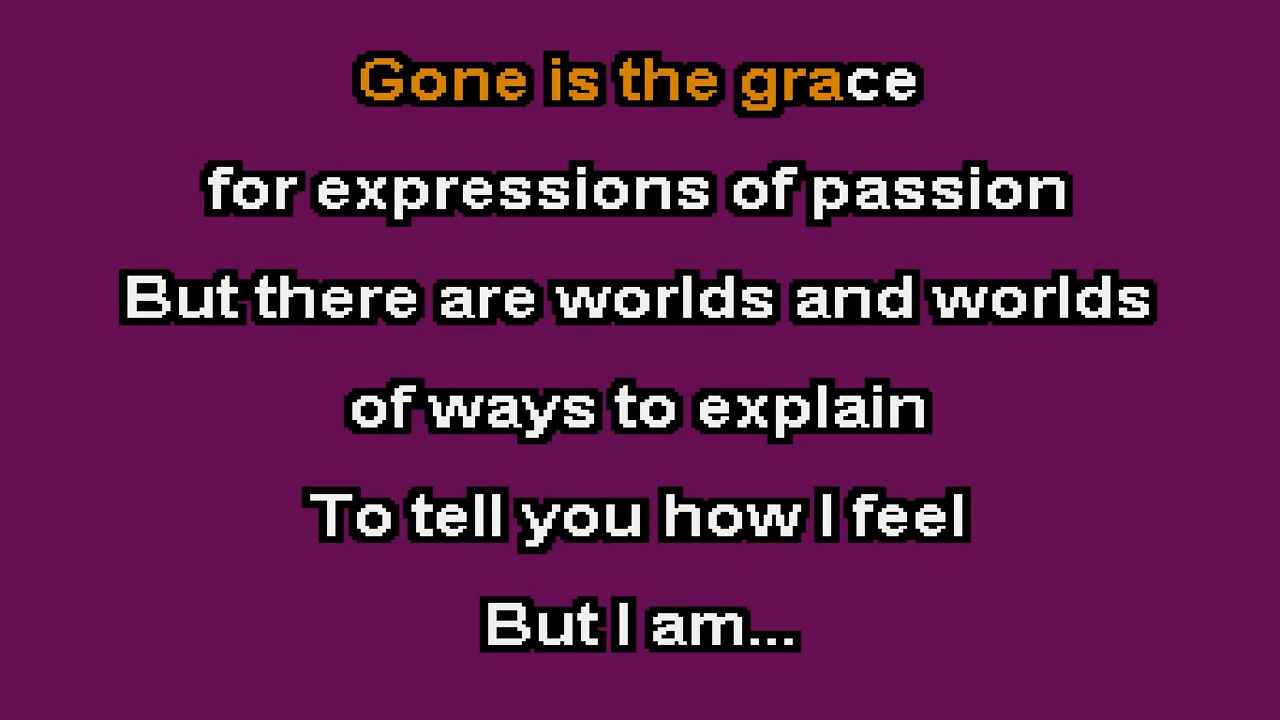 Gone is the grace
for expressions of passion
But there are worlds and worlds
of ways to explain
To tell you how I feel
But I am...